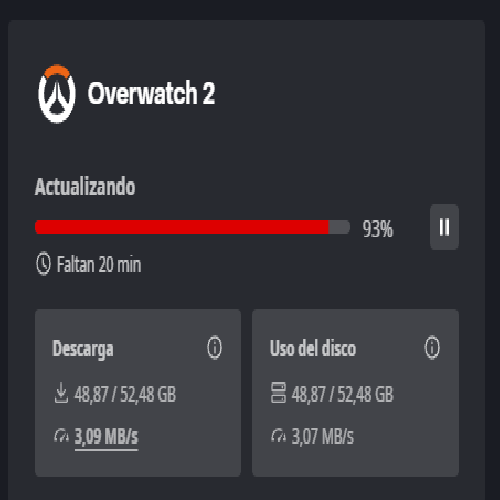 Overwatch 2
Actualizando
93%
Faltan 20 min
Descarga
48,87 / 52,48 GB
3,09 MB/s
Uso del disco
48,87 / 52,48 GB
3,07 MB/s